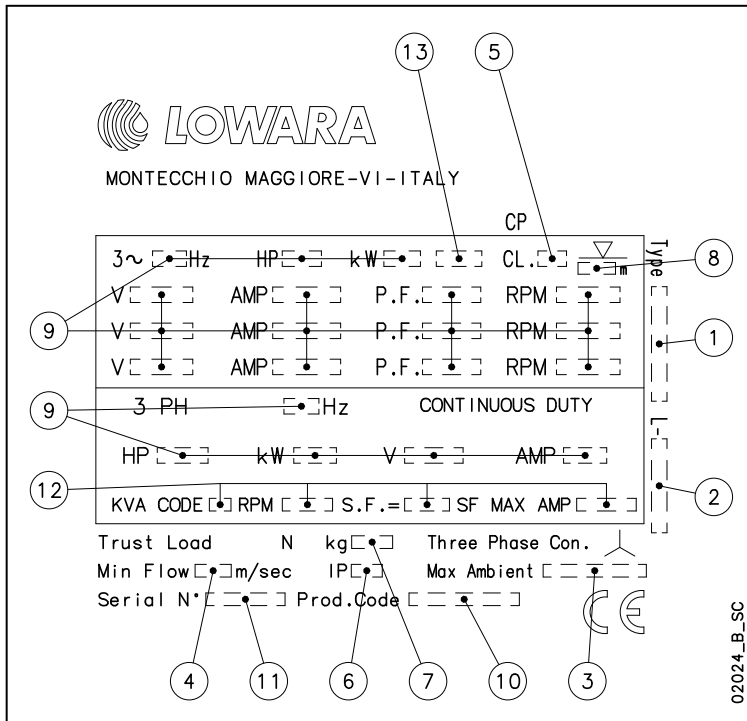 13 5
LOWARA
MONTECCHIO MAGGIORE-VI-ITALY
CP
3~ Hz HP kW CL. m
8
V AMP P.F. RPM
9 V AMP P.F. RPM
V AMP P.F. RPM
Type
1
9 3 PH Hz CONTINUOUS DUTY
HP kW V AMP
L-
2
12 KVA CODE RPM S.F.= SF MAX AMP
Trust Load N kg Three Phase Con.
Min Flow m/sec IP Max Ambient
Serial N° Prod.Code CE
4 11 6 7 10 3
02024_B_SC